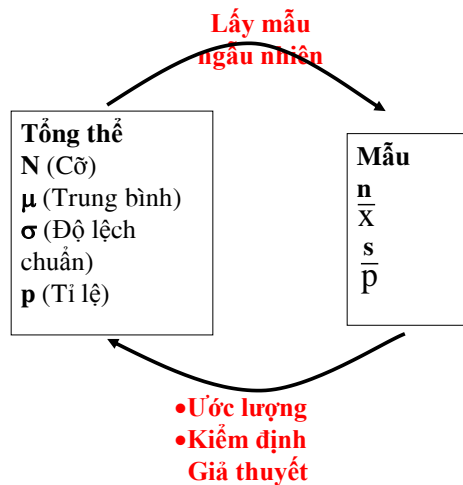 Lấy mẫu
ngẫu nhiên
Tổng thể
N (Cỡ)
μ (Trung bình)
σ (Độ lệch
chuẩn)
p (Tỉ lệ)
Mẫu
n
x̅
s
p̅
•Ước lượng
•Kiểm định
Giả thuyết